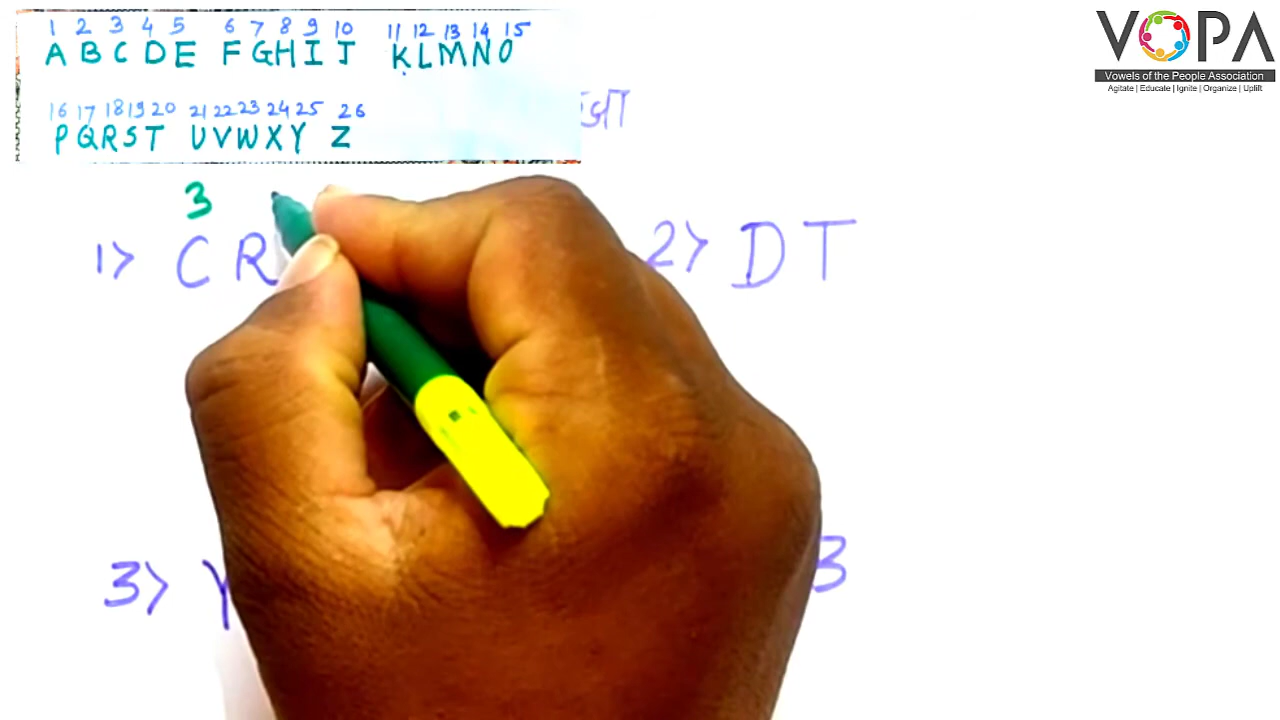 1 2 3 4 5 6 7 8 9 10 11 12 13 14 15
A B C D E F G H I J K L M N O
16 17 18 19 20 21 22 23 24 25 26
P Q R S T U V W X Y Z
VOPA
Vowels of the People Association
Agitate | Educate | Ignite | Organize | Uplift
3
1> C R
2> D T
3> Y